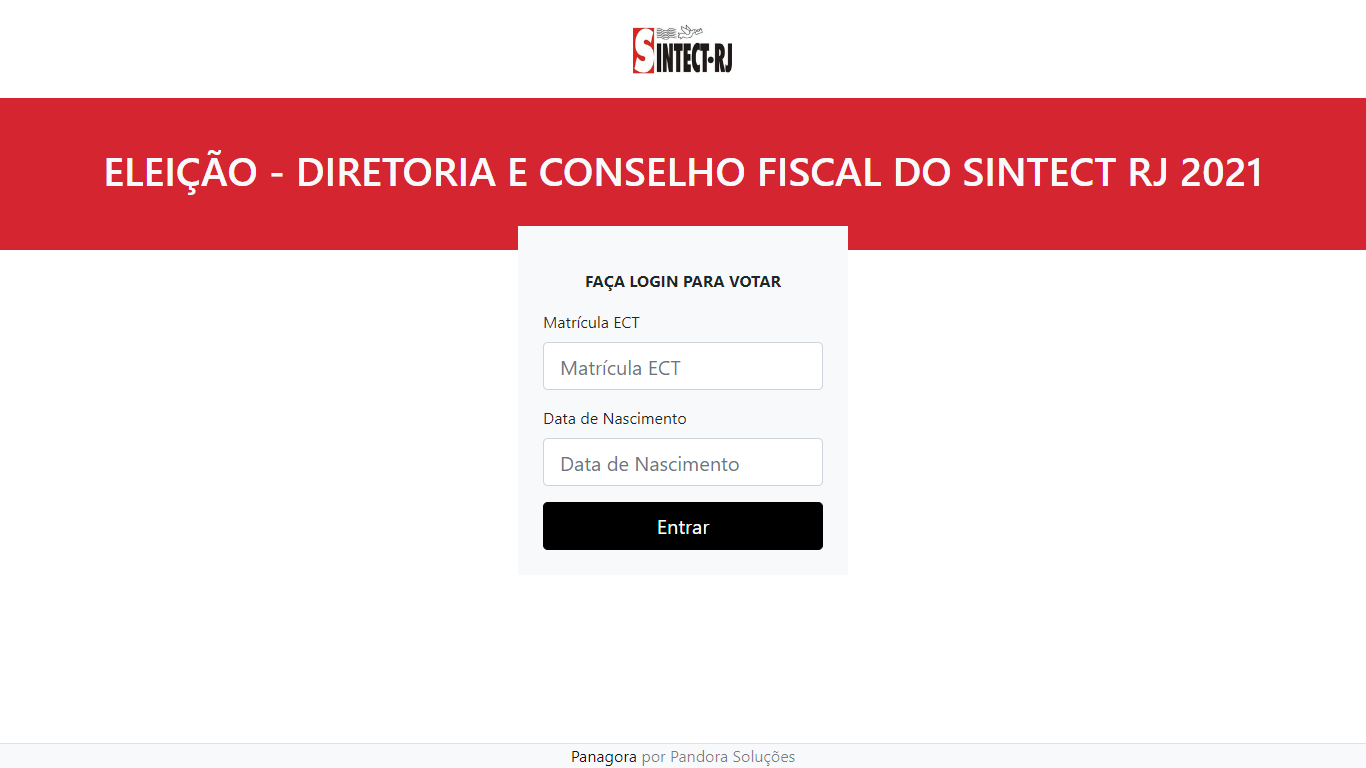 SINTECT-RJ
ELEIÇÃO - DIRETORIA E CONSELHO FISCAL DO SINTECT RJ 2021
FAÇA LOGIN PARA VOTAR
Matrícula ECT
Matrícula ECT
Data de Nascimento
Data de Nascimento
Entrar
Panagora por Pandora Soluções